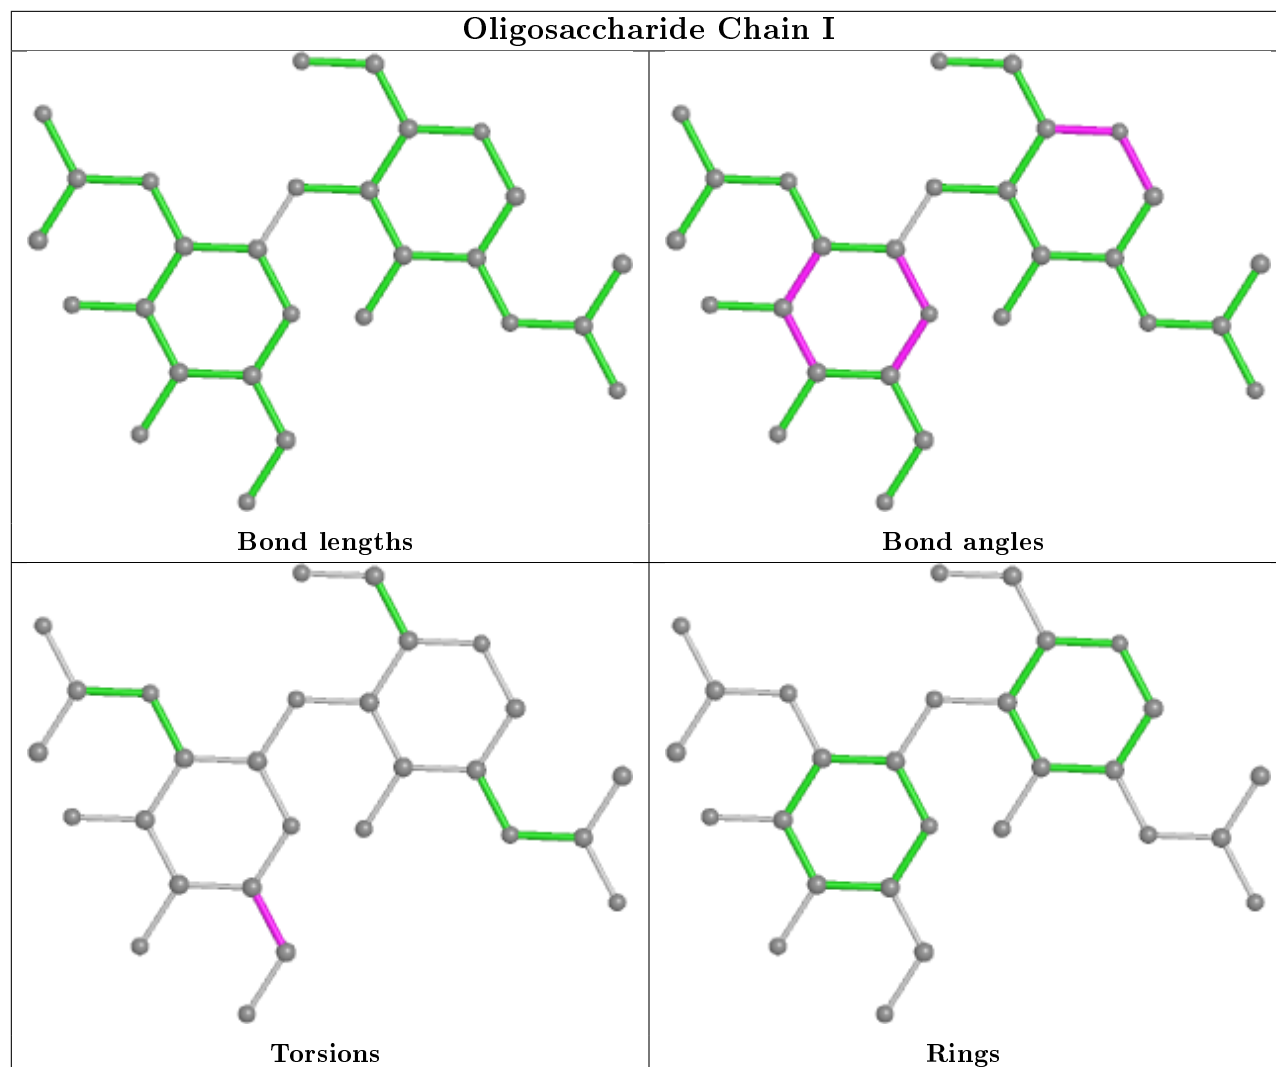 Oligosaccharide Chain I
Bond lengths
Bond angles
Torsions
Rings